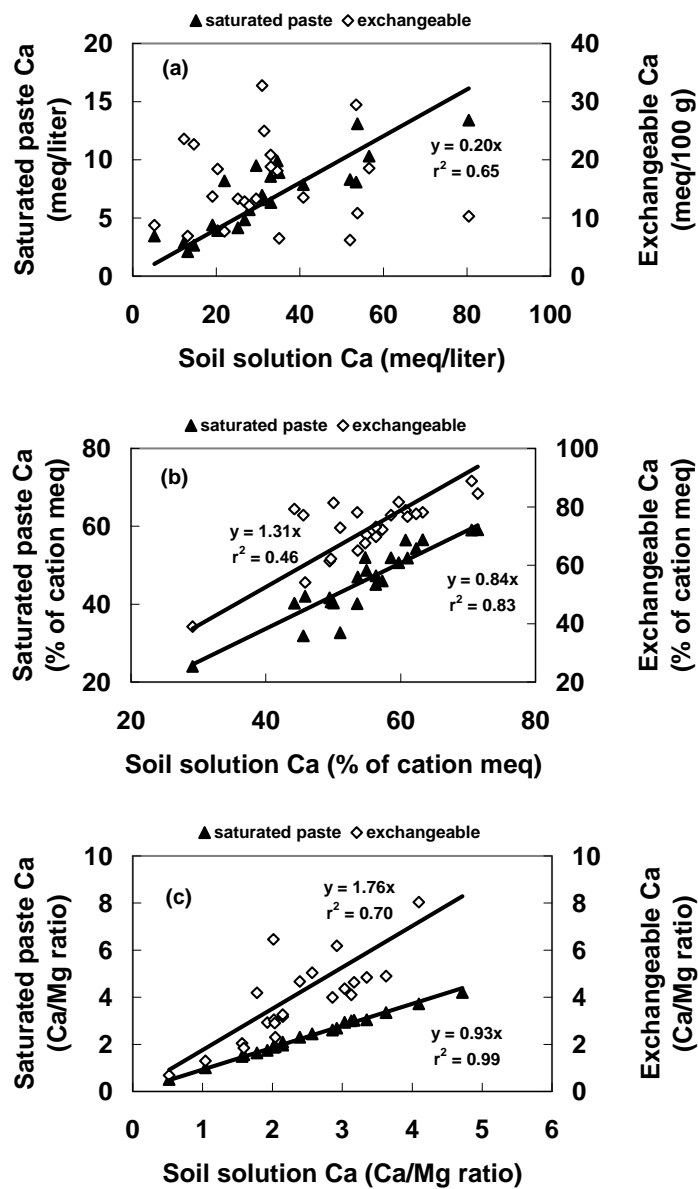 ▲saturated paste ◇exchangeable
(a)
Saturated paste Ca
(meq/liter)
20
15
10
5
0
y = 0.20x
r² = 0.65
40
30
20
10
0
Exchangeable Ca
(meq/100 g)
0 20 40 60 80 100
Soil solution Ca (meq/liter)
▲saturated paste ◇exchangeable
(b)
Saturated paste Ca
(% of cation meq)
80
60
40
20
y = 1.31x
r² = 0.46
y = 0.84x
r² = 0.83
100
80
60
40
20
Exchangeable Ca
(% of cation meq)
20 40 60 80
Soil solution Ca (% of cation meq)
▲saturated paste ◇exchangeable
(c)
Saturated paste Ca
(Ca/Mg ratio)
10
8
6
4
2
0
y = 1.76x
r² = 0.70
y = 0.93x
r² = 0.99
10
8
6
4
2
0
Exchangeable Ca
(Ca/Mg ratio)
0 1 2 3 4 5 6
Soil solution Ca (Ca/Mg ratio)